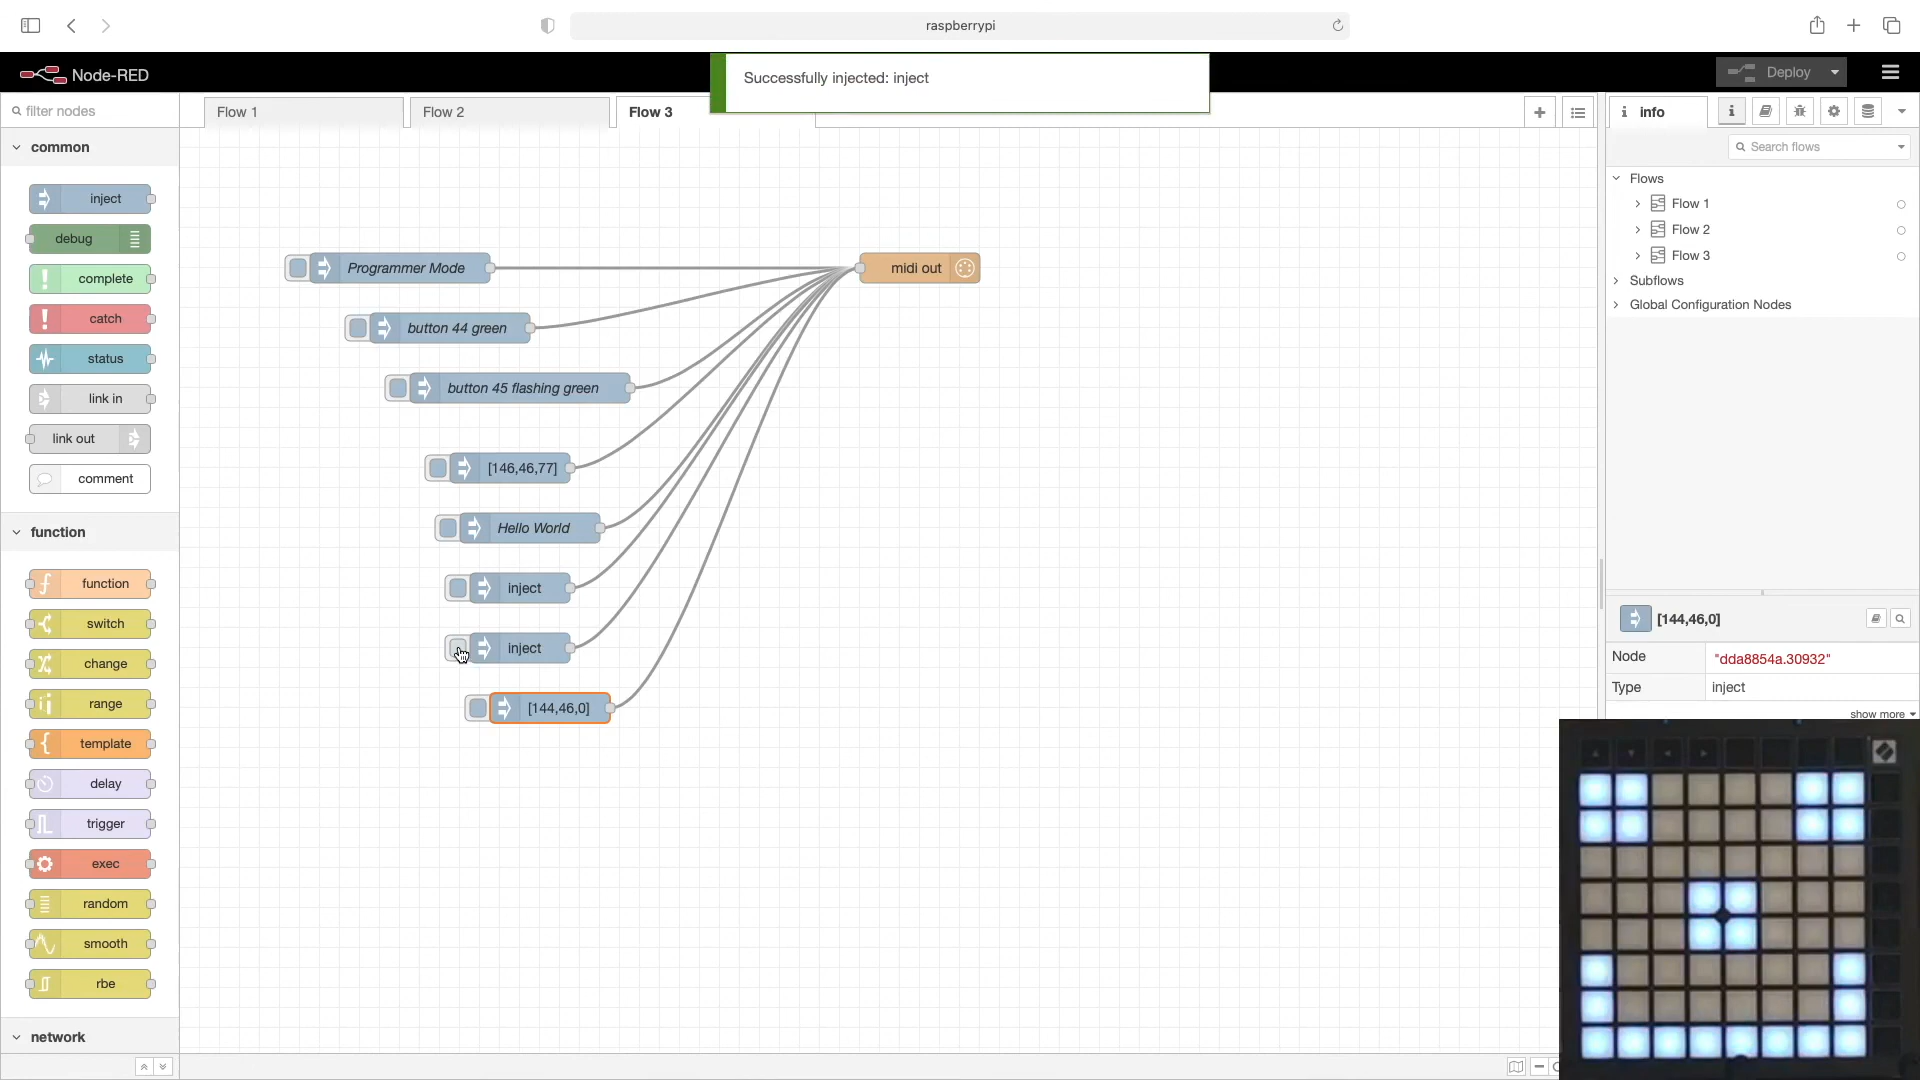 raspberrypi
Node-RED
Successfully injected: inject
Deploy
filter nodes
Flow 1
Flow 2
Flow 3
info
common
inject
debug
complete
catch
status
link in
link out
comment
function
function
switch
change
range
template
delay
trigger
exec
random
smooth
rbe
network
Programmer Mode
midi out
button 44 green
button 45 flashing green
[146,46,77]
Hello World
inject
inject
[144,46,0]
Search flows
Flows
Flow 1
Flow 2
Flow 3
Subflows
Global Configuration Nodes
[144,46,0]
Node "dda8854a.30932"
Type inject
show more